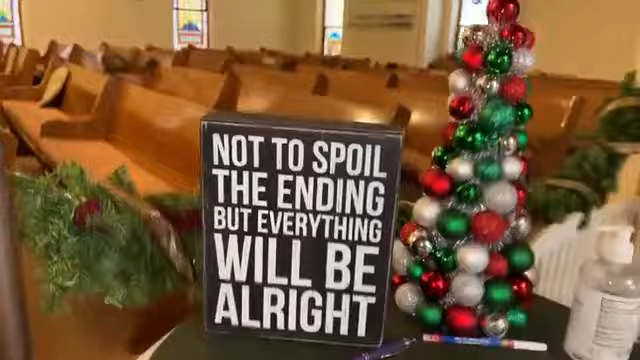 NOT TO SPOIL
THE ENDING
BUT EVERYTHING
WILL BE
ALRIGHT